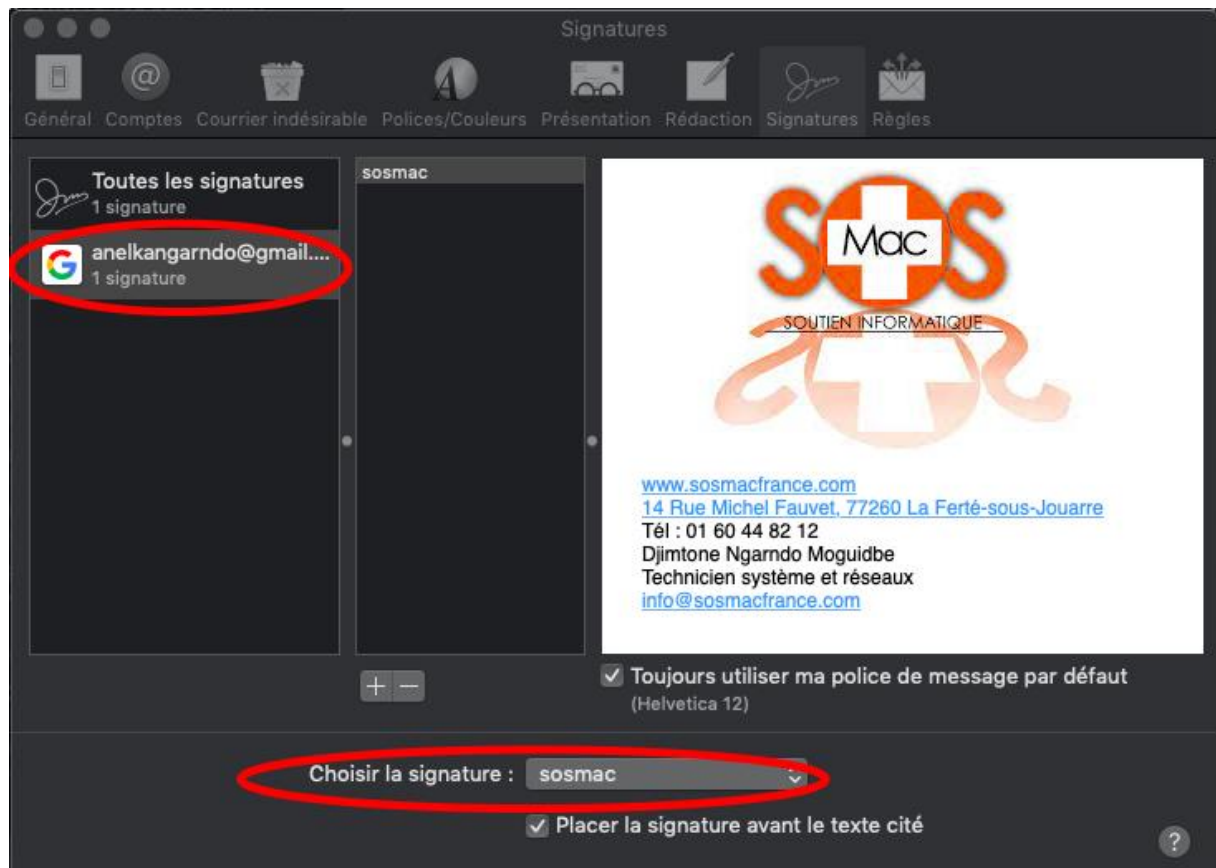 Signatures
Général Comptes Courrier indésirable Polices/Couleurs Présentation Rédaction Signatures Règles
Toutes les signatures
1 signature
anelkangarndo@gmail....
1 signature
sosmac
SOS
Mac
SOUTIEN INFORMATIQUE
www.sosmacfrance.com
14 Rue Michel Fauvet, 77260 La Ferté-sous-Jouarre
Tél : 01 60 44 82 12
Djimtone Ngarndo Moguidbe
Technicien système et réseaux
info@sosmacfrance.com
+ −
Toujours utiliser ma police de message par défaut
(Helvetica 12)
Choisir la signature : sosmac
Placer la signature avant le texte cité
?